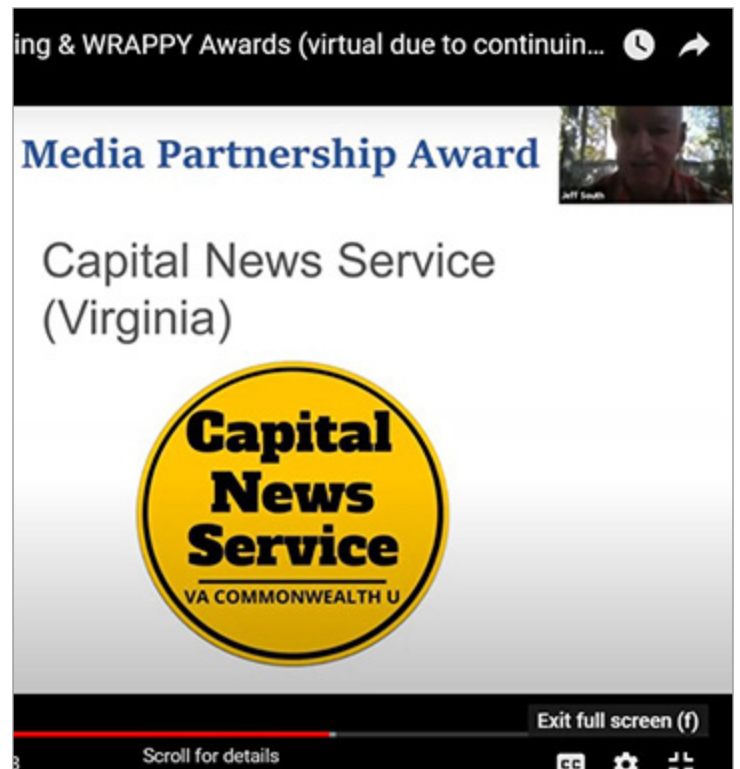 ing & WRAPPY Awards (virtual due to continuin...
Media Partnership Award
Jeff South
Capital News Service
(Virginia)
Capital
News
Service
VA COMMONWEALTH U
Exit full screen (f)
Scroll for details
CC